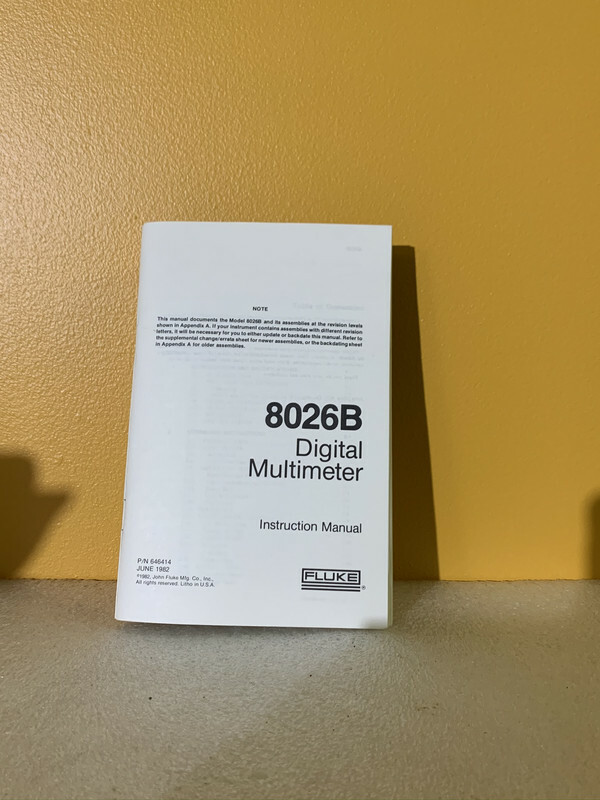 NOTE
This manual documents the Model 8026B and its assemblies at the revision levels
shown in Appendix A. If your instrument contains assemblies with different revision
letters, it will be necessary for you to either update or backdate this manual. Refer to
the supplemental change/errata sheet for newer assemblies, or the backdating sheet
in Appendix A for older assemblies.
8026B
Digital
Multimeter
Instruction Manual
P/N 646414
JUNE 1982
©1982, John Fluke Mfg. Co., Inc.,
All rights reserved. Litho in U.S.A.
FLUKE
®